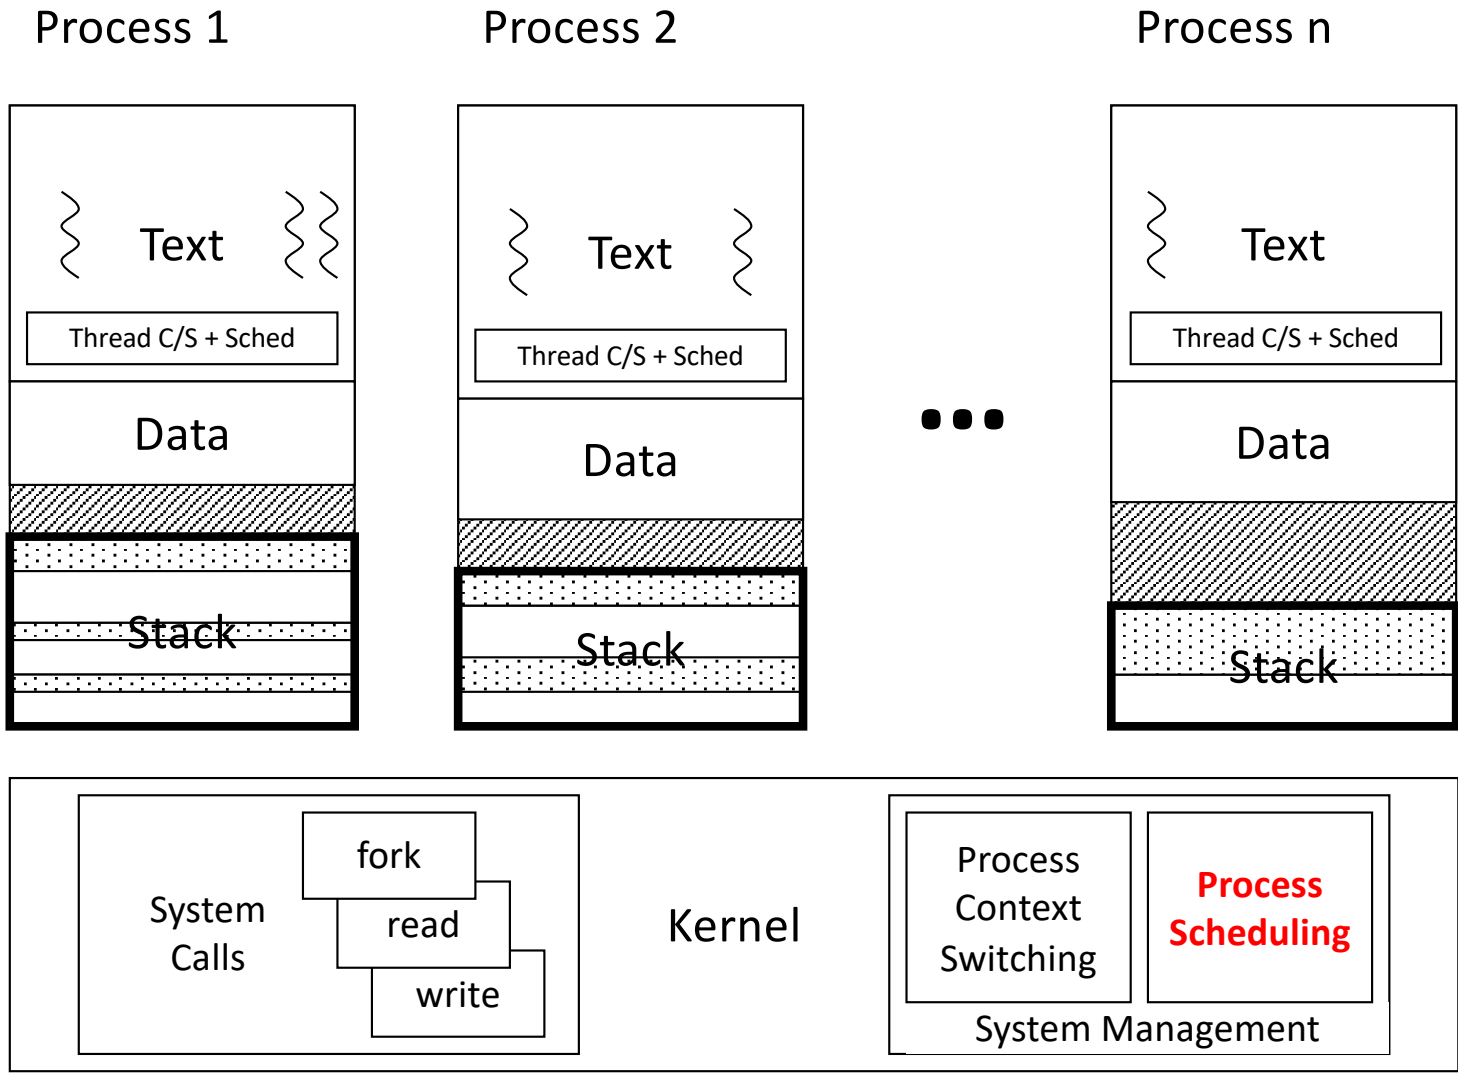 Process 1
Process 2
Process n
Text
Thread C/S + Sched
Data
Stack
Text
Thread C/S + Sched
Data
Stack
...
Text
Thread C/S + Sched
Data
Stack
System
Calls
fork
read
write
Kernel
Process
Context
Switching
Process
Scheduling
System Management